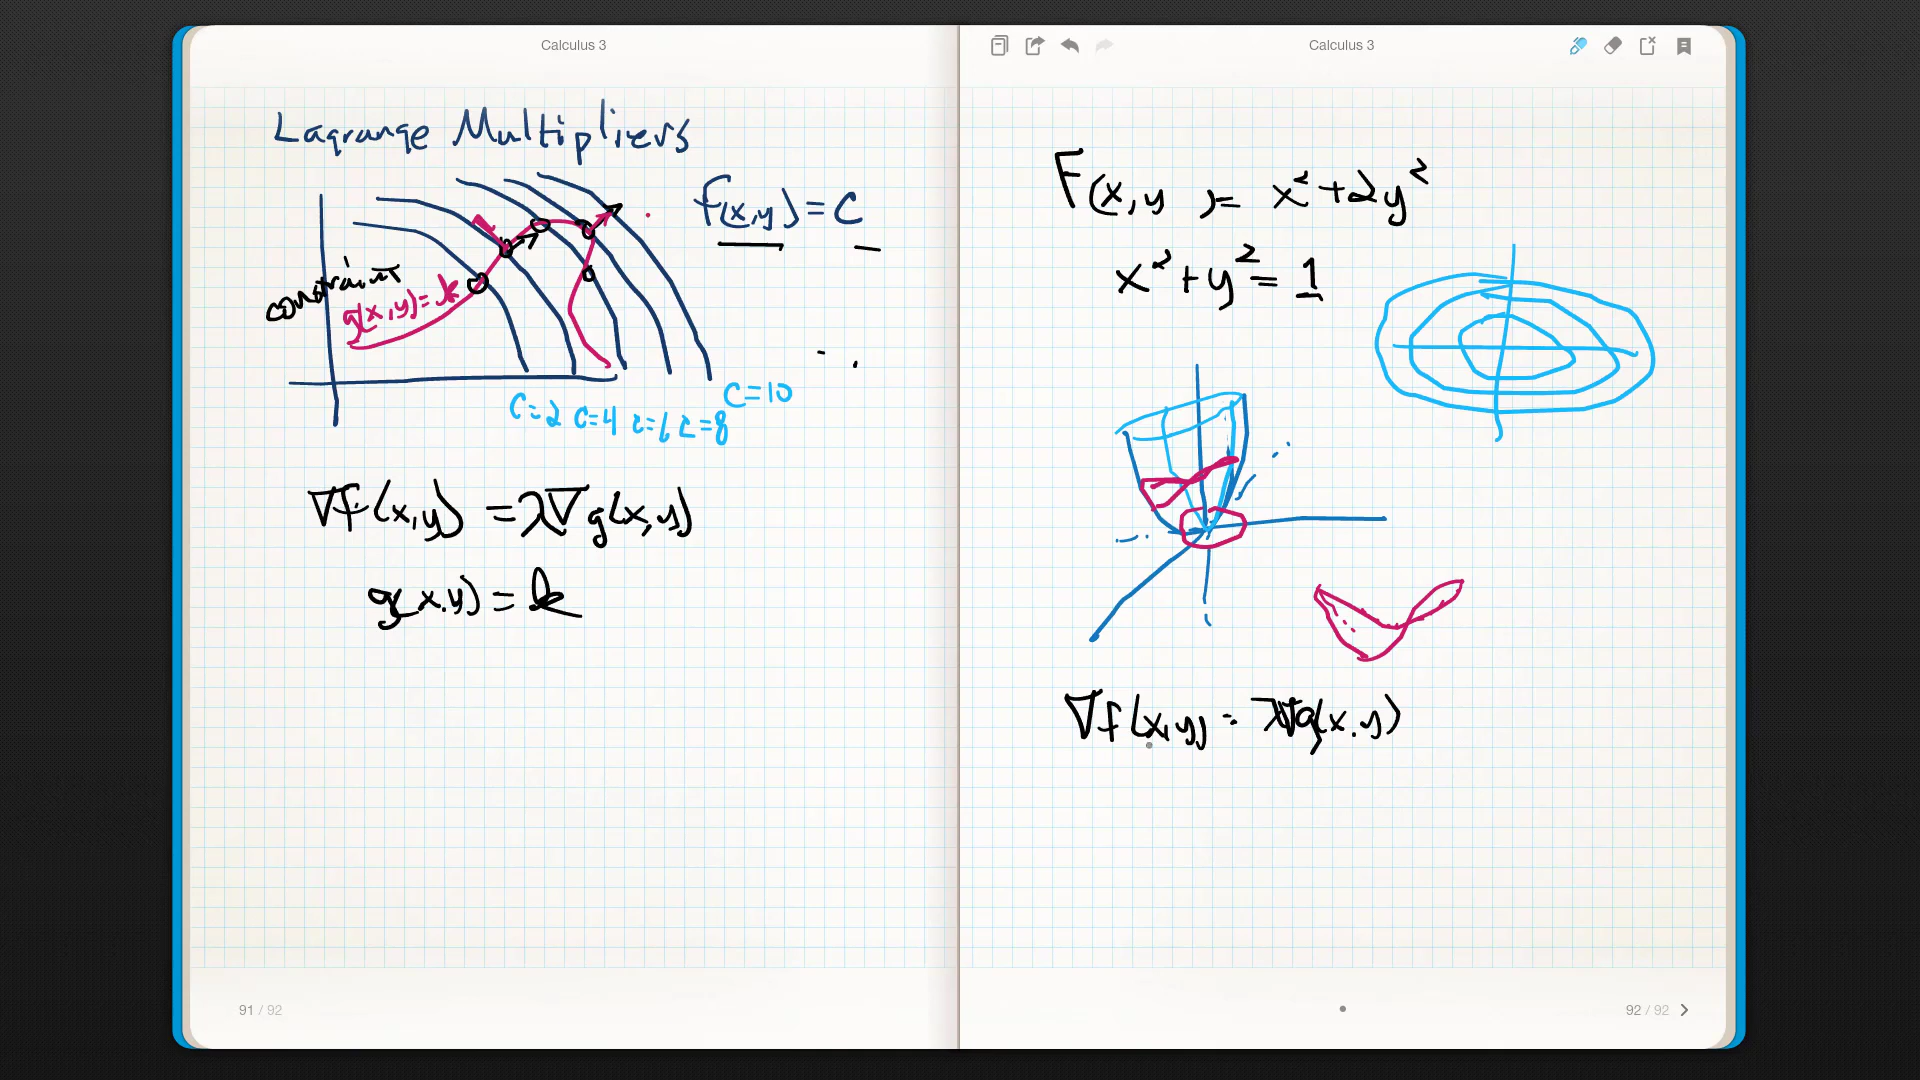 Calculus 3
Lagrange Multipliers
f(x,y) = C
constraint
g(x,y)=k
C=2 C=4 C=6 C=8 C=10
∇f(x,y) = λ∇g(x,y)
g(x,y) = k
91 / 92
Calculus 3
F(x,y) = x²+2y²
x²+y²=1
∇f(x,y) = λ∇g(x,y)
92 / 92